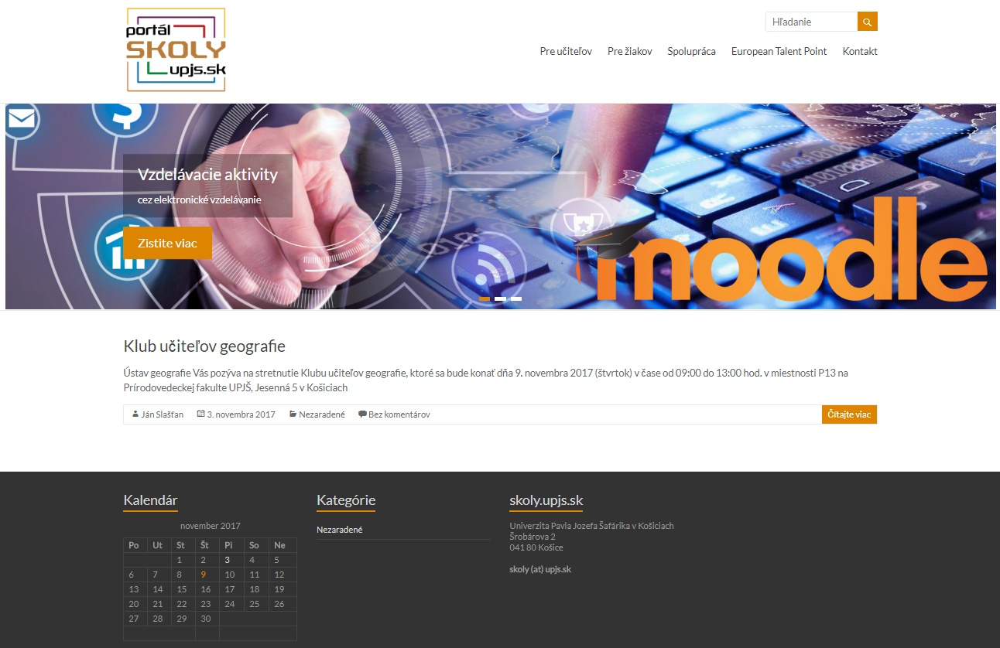 portál
SKOLY
upjs.sk
Hľadanie
Pre učiteľov Pre žiakov Spolupráca European Talent Point Kontakt
Vzdelávacie aktivity
cez elektronické vzdelávanie
Zistite viac
moodle
Klub učiteľov geografie
Ústav geografie Vás pozýva na stretnutie Klubu učiteľov geografie, ktoré sa bude konať dňa 9. novembra 2017 (štvrtok) v čase od 09:00 do 13:00 hod. v miestnosti P13 na
Prírodovedeckej fakulte UPJŠ, Jesenná 5 v Košiciach
Ján Slašťan 3. novembra 2017 Nezaradené Bez komentárov Čítajte viac
Kalendár
november 2017
Po Ut St Št Pi So Ne
1 2 3 4 5
6 7 8 9 10 11 12
13 14 15 16 17 18 19
20 21 22 23 24 25 26
27 28 29 30
Kategórie
Nezaradené
skoly.upjs.sk
Univerzita Pavla Jozefa Šafárika v Košiciach
Šrobárova 2
041 80 Košice
skoly (at) upjs.sk